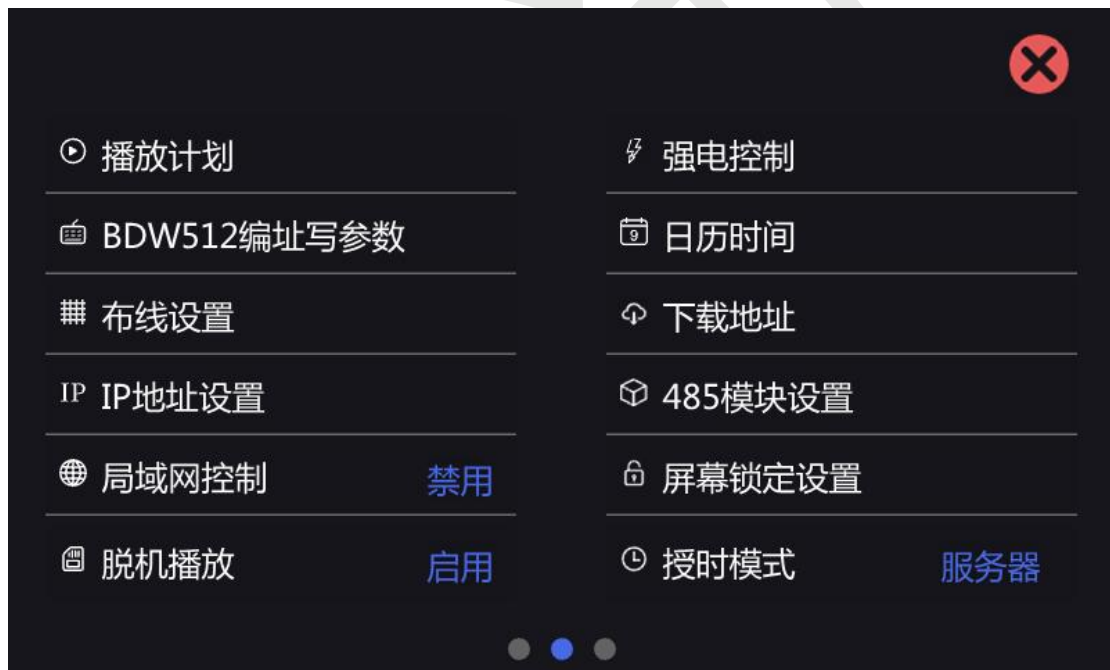 播放计划
强电控制
BDW512编址写参数
9 日历时间
布线设置
下载地址
IP IP地址设置
485模块设置
局域网控制 禁用
屏幕锁定设置
脱机播放 启用
授时模式 服务器